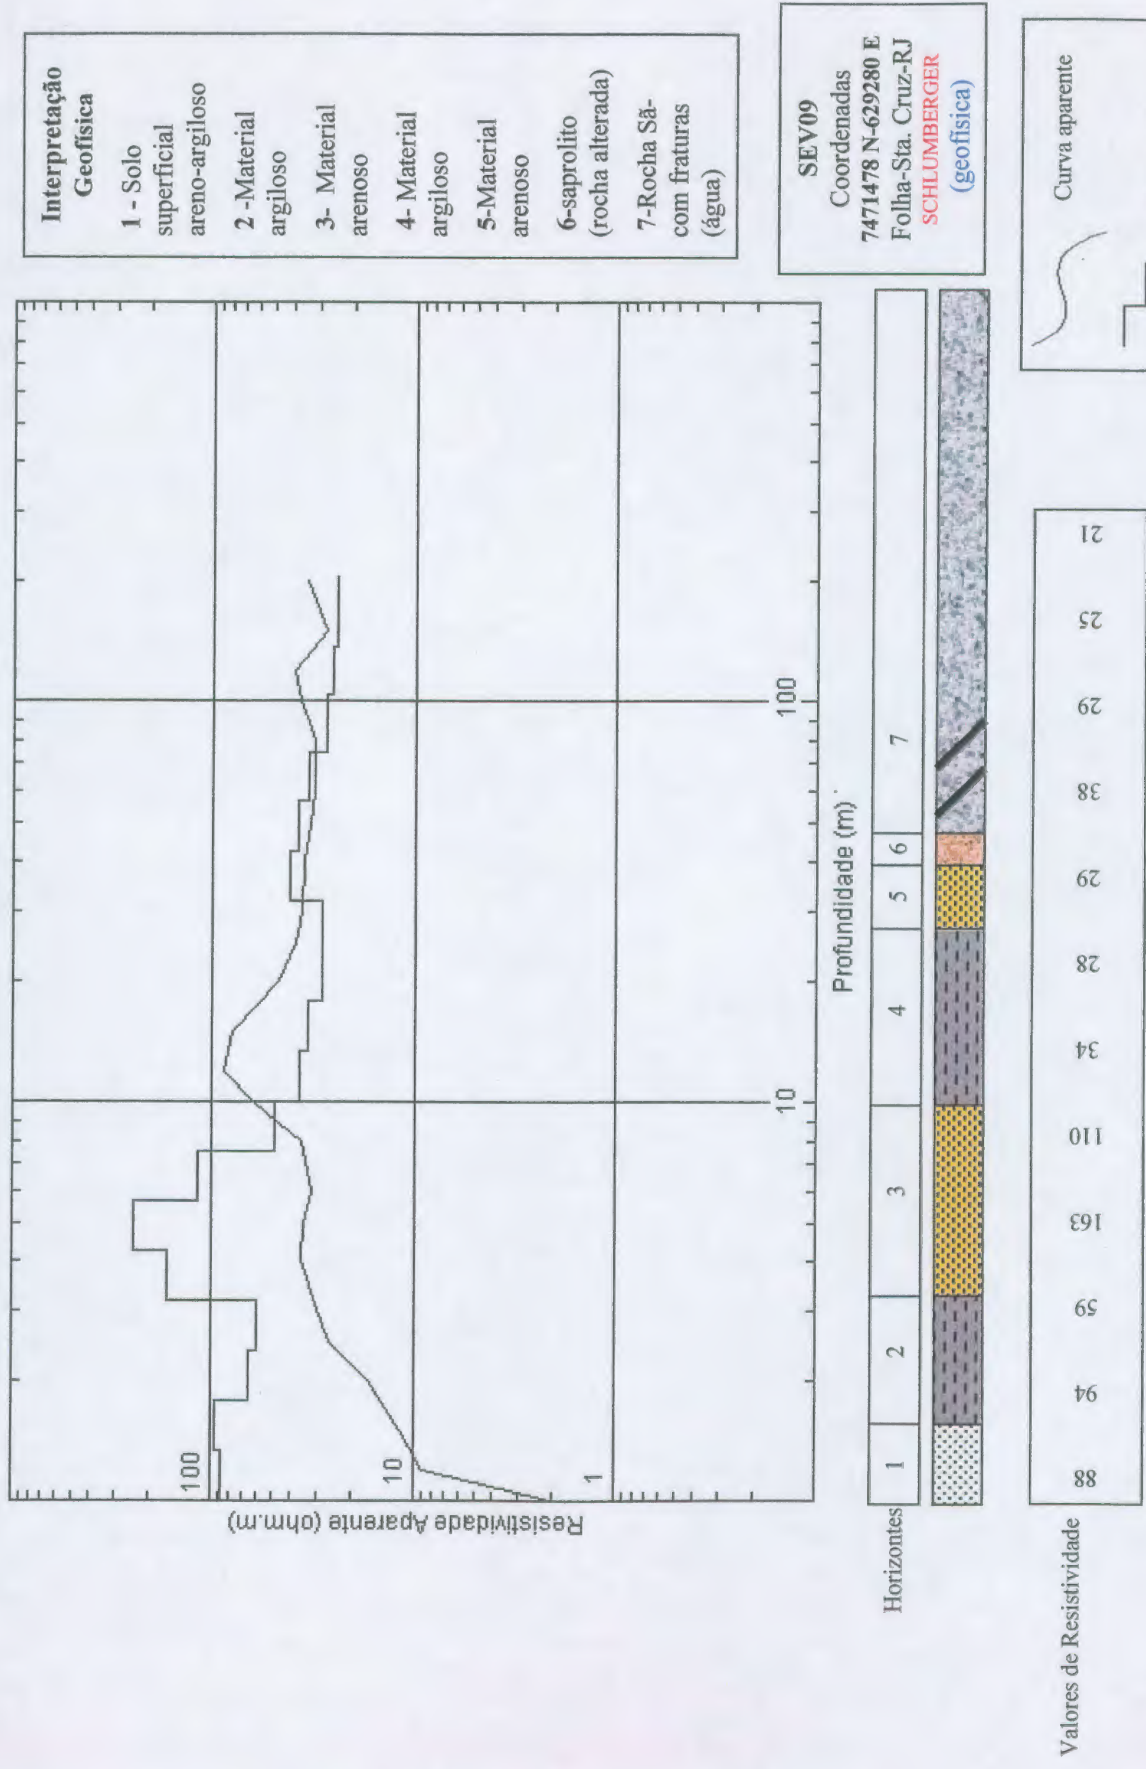 Interpretação
Geofísica
1 - Solo
superficial
areno-argiloso
2 -Material
argiloso
3- Material
arenoso
4- Material
argiloso
5-Material
arenoso
6-saprolito
(rocha alterada)
7-Rocha Sã-
com fraturas
(água)
SEV09
Coordenadas
7471478 N-629280 E
Folha-Sta. Cruz-RJ
SCHLUMBERGER
(geofísica)
Curva aparente
Resistividade Aparente (ohm.m)
100
10
1
10
100
Profundidade (m)
Horizontes
1 2 3 4 5 6 7
Valores de Resistividade
88 94 59 163 110 34 28 29 38 29 25 21